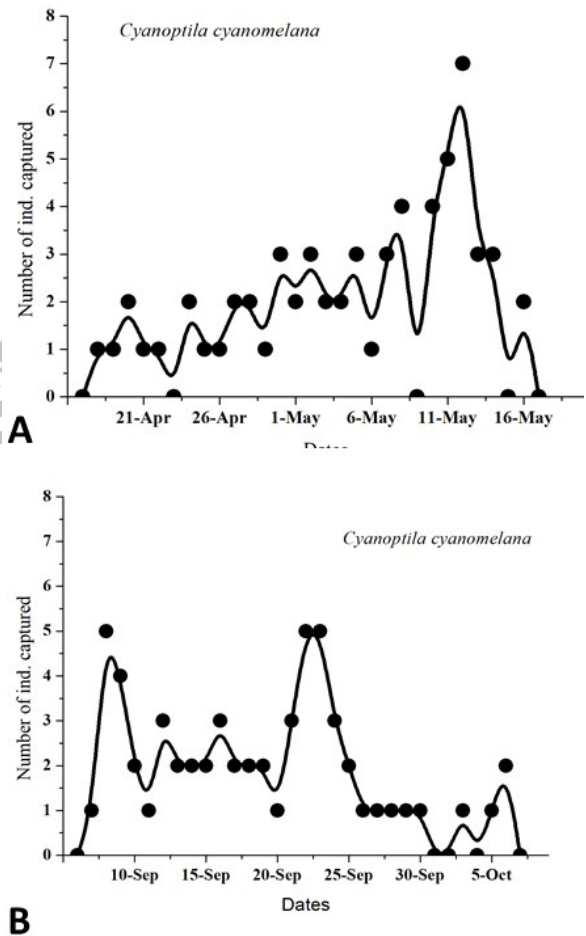 8
Cyanoptila cyanomelana
7
6
5
4
3
2
1
0
Number of ind. captured
21-Apr 26-Apr 1-May 6-May 11-May 16-May
A
8
7
Cyanoptila cyanomelana
6
5
4
3
2
1
0
Number of ind. captured
10-Sep 15-Sep 20-Sep 25-Sep 30-Sep 5-Oct
Dates
B